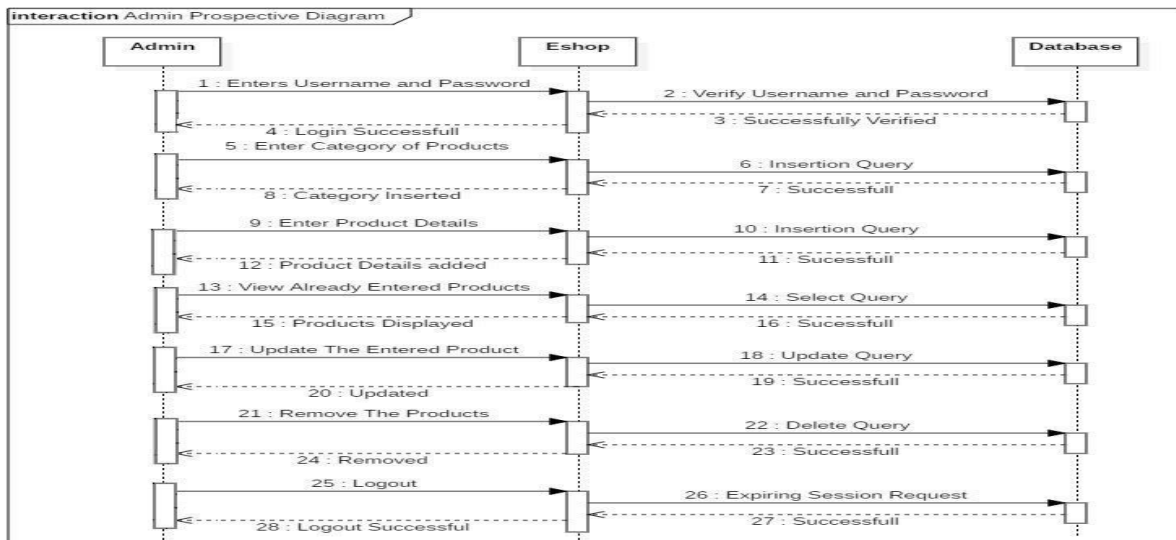 interaction Admin Prospective Diagram
Admin
Eshop
Database
1 : Enters Username and Password
2 : Verify Username and Password
3 : Successfully Verified
4 : Login Successfull
5 : Enter Category of Products
6 : Insertion Query
7 : Successfull
8 : Category Inserted
9 : Enter Product Details
10 : Insertion Query
11 : Sucessfull
12 : Product Details added
13 : View Already Entered Products
14 : Select Query
15 : Products Displayed
16 : Sucessfull
17 : Update The Entered Product
18 : Update Query
19 : Successfull
20 : Updated
21 : Remove The Products
22 : Delete Query
23 : Successfull
24 : Removed
25 : Logout
26 : Expiring Session Request
27 : Successfull
28 : Logout Successful